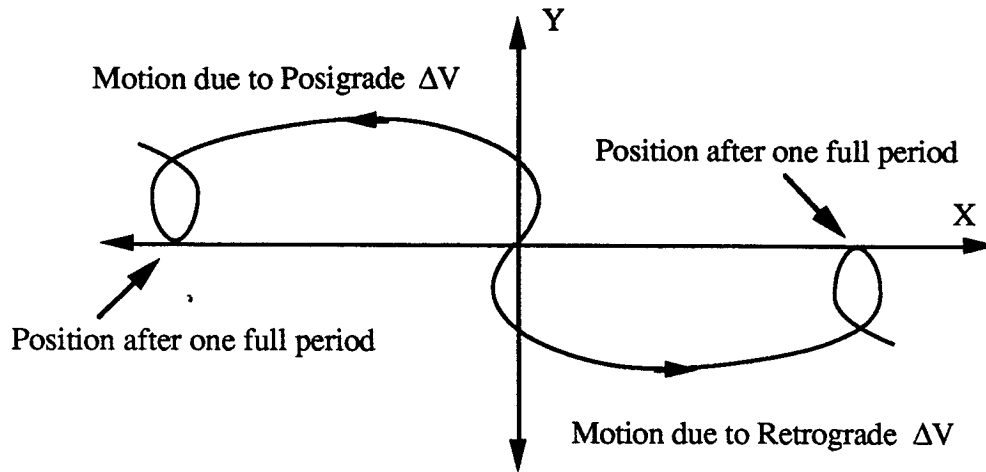 Y
Motion due to Posigrade ΔV
Position after one full period
X
Position after one full period
Motion due to Retrograde ΔV